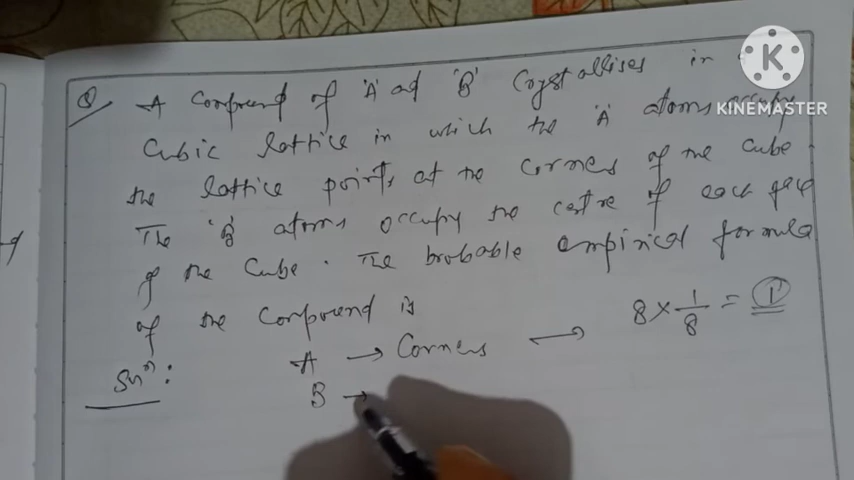 Q A Compound of 'A' ad 'B' Crystallises in
Cubic lattice in which the 'A' atoms occupy
the lattice points at the corners of the cube
The 'B' atoms occupy the centre of each face
of the Cube. The probable empirical formula
of the Compound is
Soln: A → Corners → 8 × 1/8 = 1
B →
K
KINEMASTER